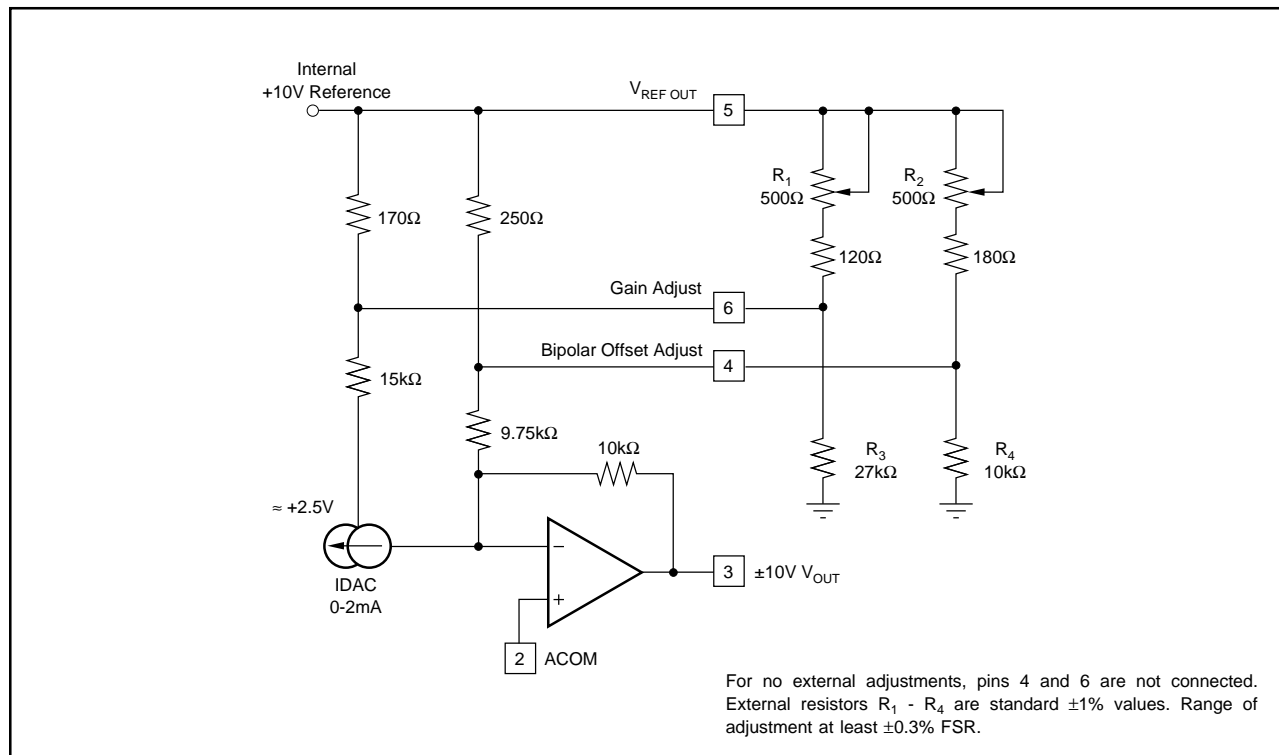 Internal
+10V Reference
V_REF OUT
5
R1
500Ω
R2
500Ω
170Ω
250Ω
120Ω
180Ω
Gain Adjust
6
Bipolar Offset Adjust
4
15kΩ
9.75kΩ
10kΩ
R3
27kΩ
R4
10kΩ
≈ +2.5V
IDAC
0-2mA
−
+
3
±10V V_OUT
2
ACOM
For no external adjustments, pins 4 and 6 are not connected.
External resistors R1 - R4 are standard ±1% values. Range of
adjustment at least ±0.3% FSR.